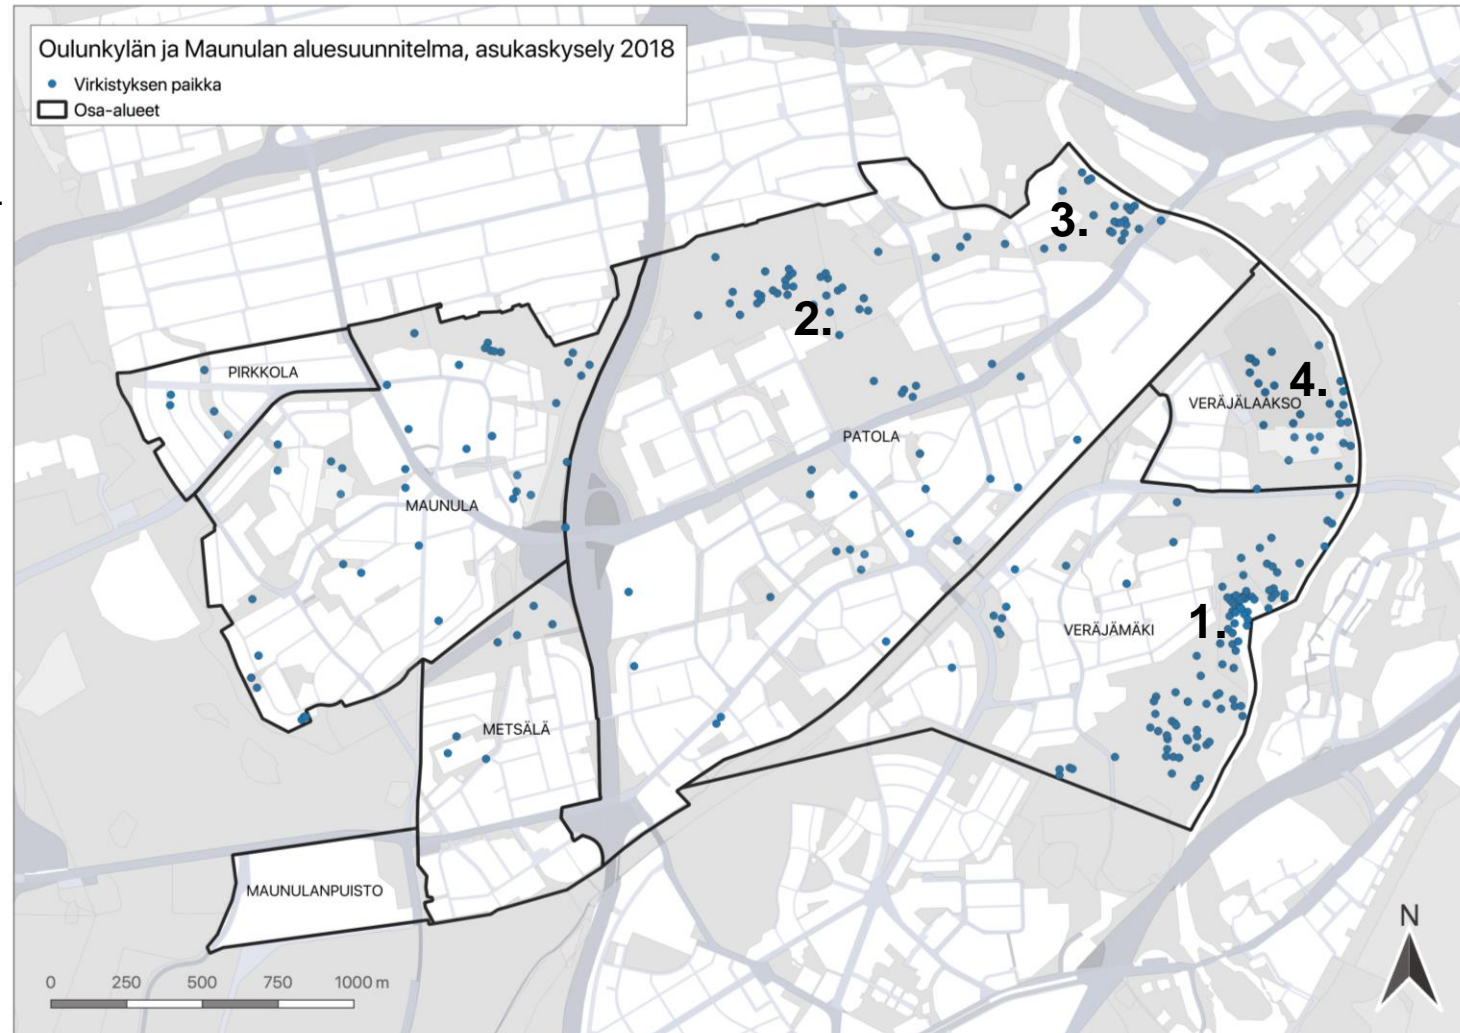 Oulunkylän ja Maunulan aluesuunnitelma, asukaskysely 2018
Virkistyksen paikka
Osa-alueet
3.
2.
PIRKKOLA
4.
VERÄJÄLAAKSO
PATOLA
MAUNULA
1.
VERÄJÄMÄKI
METSÄLÄ
MAUNULANPUISTO
N
0 250 500 750 1000 m